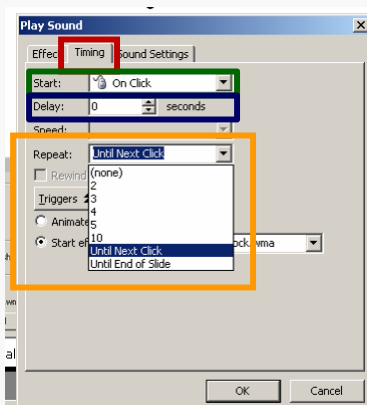 Play Sound
Effec Timing Sound Settings
Start: On Click
Delay: 0 seconds
Speed:
Repeat: Until Next Click
Rewind
(none)
2
Triggers
3
4
Animate
5
Start ef
10
ock.wma
Until Next Click
Until End of Slide
OK Cancel
al